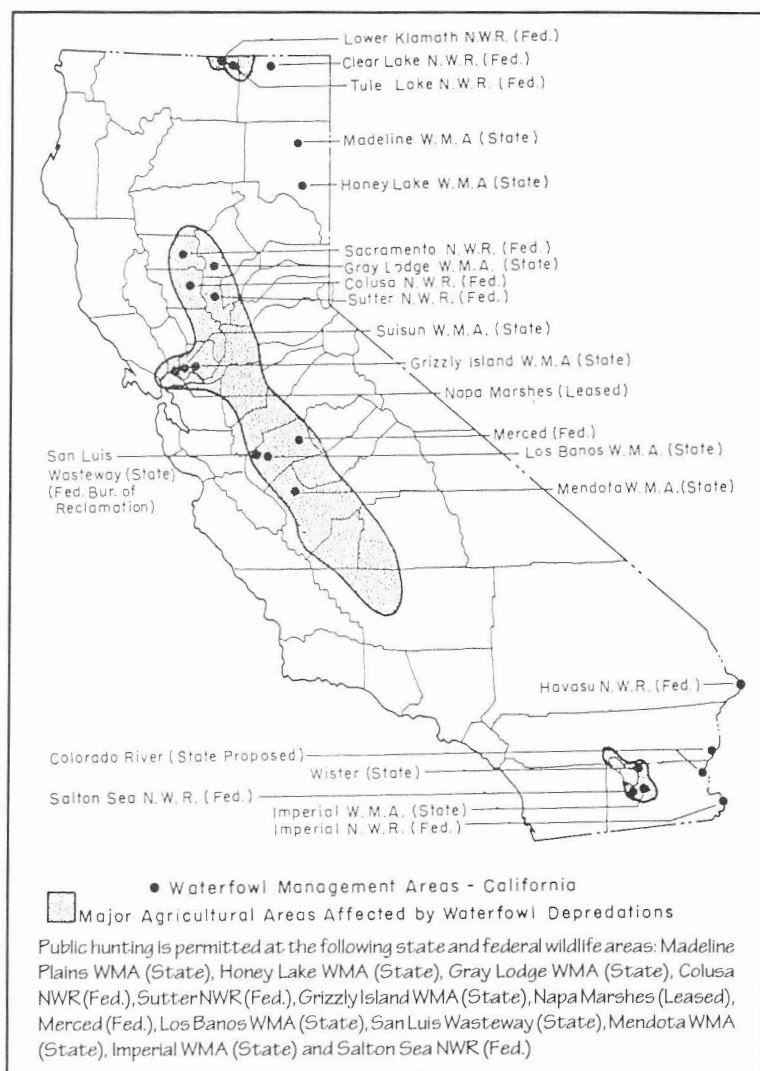 Lower Klamath N.W.R. (Fed.)
Clear Lake N.W.R. (Fed.)
Tule Lake N.W.R. (Fed.)
Madeline W.M.A (State)
Honey Lake W.M.A (State)
Sacramento N.W.R. (Fed.)
Gray Lodge W.M.A. (State)
Colusa N.W.R. (Fed.)
Sutter N.W.R. (Fed.)
Suisun W.M.A. (State)
Grizzly Island W.M.A (State)
Napa Marshes (Leased)
Merced (Fed.)
Los Banos W.M.A. (State)
San Luis
Wasteway (State)
(Fed. Bur. of
Reclamation)
Mendota W.M.A. (State)
Havasu N.W.R. (Fed.)
Colorado River (State Proposed)
Wister (State)
Salton Sea N.W.R. (Fed.)
Imperial W.M.A. (State)
Imperial N.W.R. (Fed.)
Waterfowl Management Areas - California
Major Agricultural Areas Affected by Waterfowl Depredations
Public hunting is permitted at the following state and federal wildlife areas: Madeline
Plains WMA (State), Honey Lake WMA (State), Gray Lodge WMA (State), Colusa
NWR (Fed.), Sutter NWR (Fed.), Grizzly Island WMA (State), Napa Marshes (Leased),
Merced (Fed.), Los Banos WMA (State), San Luis Wasteway (State), Mendota WMA
(State), Imperial WMA (State) and Salton Sea NWR (Fed.)